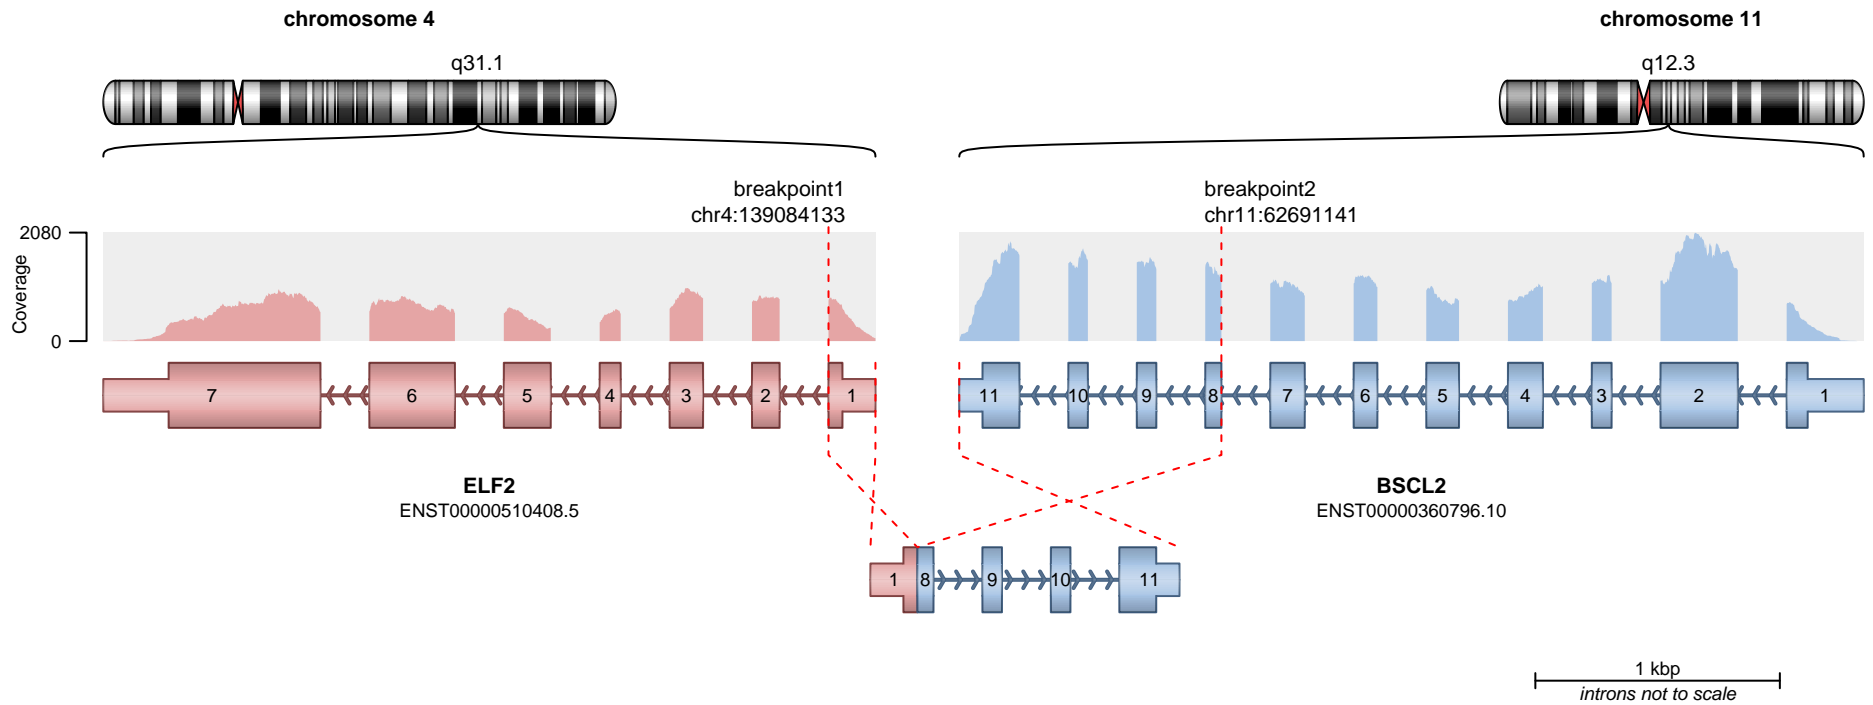 chromosome 4
chromosome 11
q31.1
q12.3
breakpoint1
chr4:139084133
breakpoint2
chr11:62691141
2080
Coverage
0
7 6 5 4 3 2 1
11 10 9 8 7 6 5 4 3 2 1
ELF2
ENST00000510408.5
BSCL2
ENST00000360796.10
1 8 9 10 11
1 kbp
introns not to scale